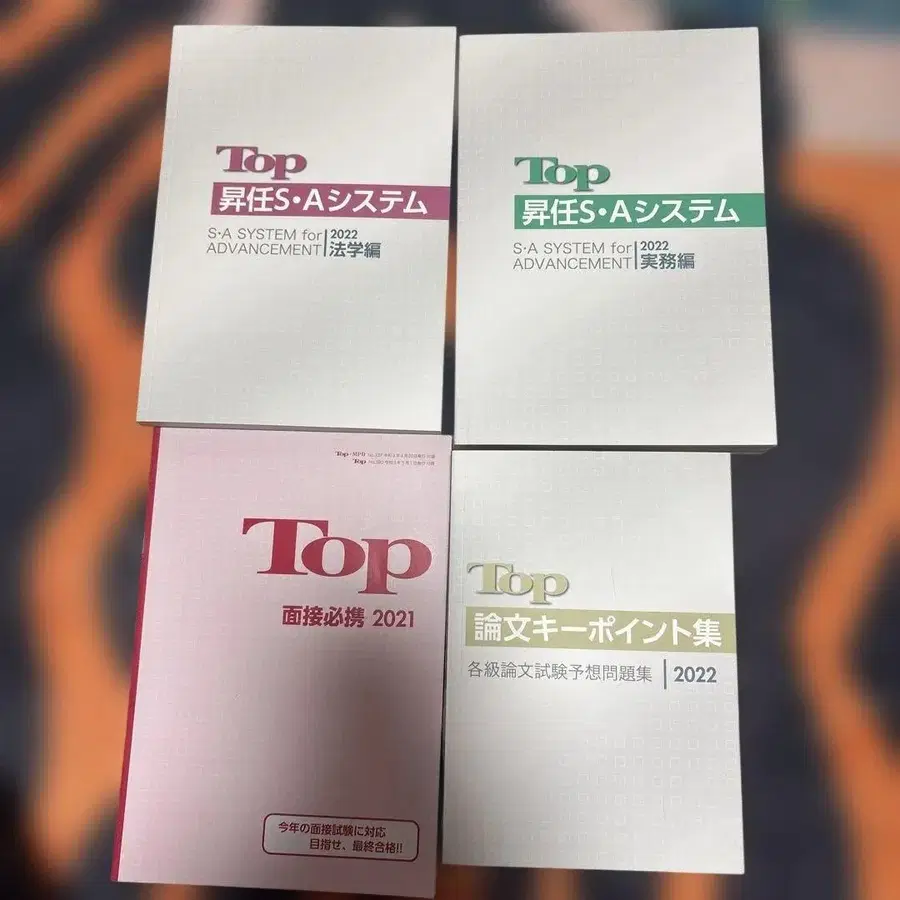 Top
昇任S・Aシステム
S・A SYSTEM for
ADVANCEMENT
2022
法学編
Top
昇任S・Aシステム
S・A SYSTEM for
ADVANCEMENT
2022
実務編
Top
面接必携 2021
今年の面接試験に対応
目指せ、最終合格!!
Top
論文キーポイント集
各級論文試験予想問題集
2022